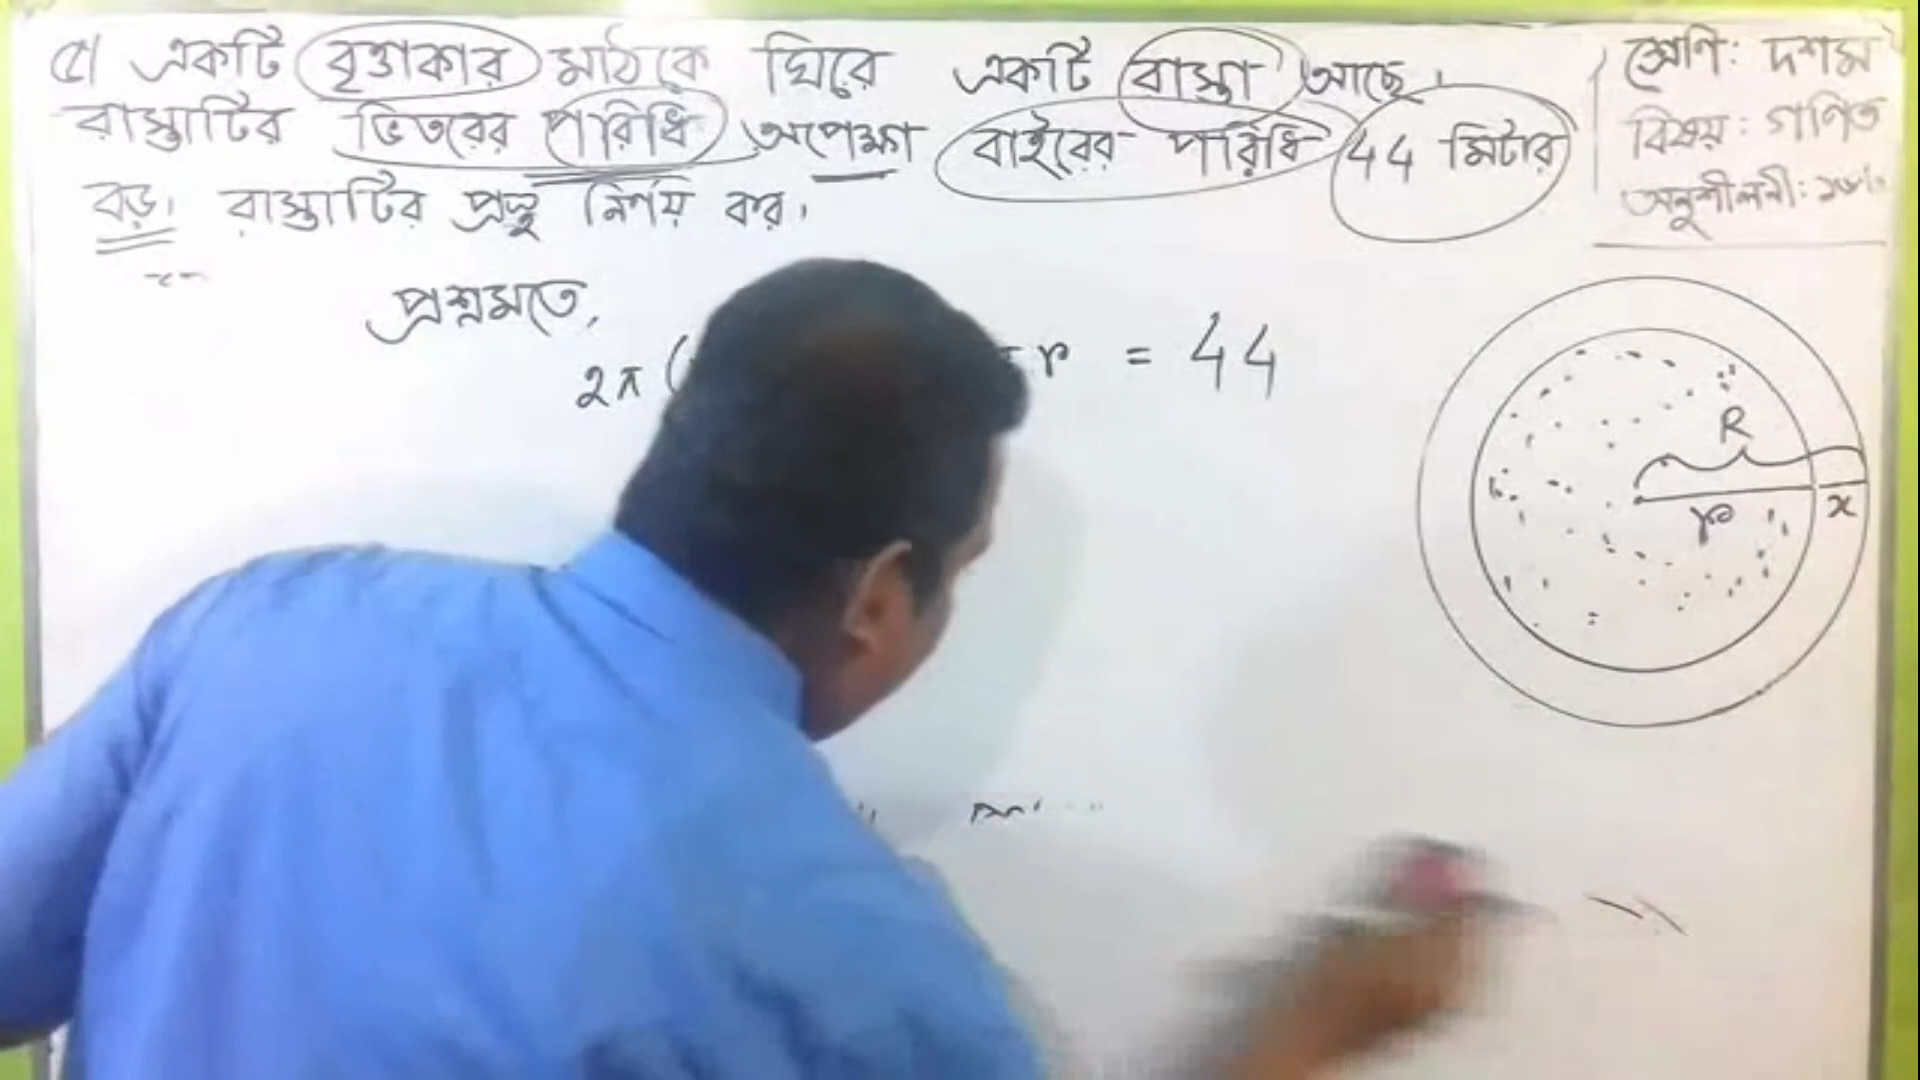 ৫। একটি বৃত্তাকার মাঠকে ঘিরে একটি রাস্তা আছে।
রাস্তাটির ভিতরের পরিধি অপেক্ষা বাইরের পরিধি 44 মিটার
বড়। রাস্তাটির প্রস্থ নির্ণয় কর।
শ্রেণি: দশম
বিষয়: গণিত
অনুশীলনী:
প্রশ্নমতে,
2π ( r = 44
R
r
x